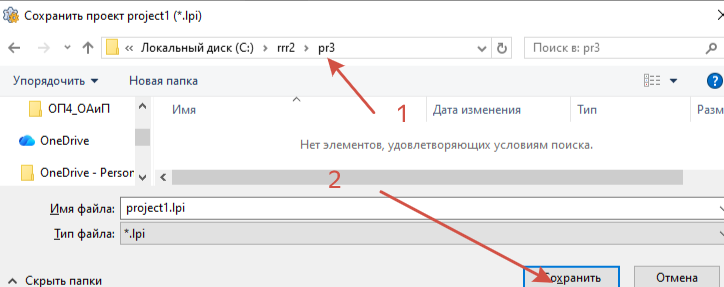 Сохранить проект project1 (*.lpi)
« Локальный диск (C:) › rrr2 › pr3
Поиск в: pr3
Упорядочить Новая папка
ОП4_ОАиП
Имя Дата изменения Тип Разм
1
OneDrive
Нет элементов, удовлетворяющих условиям поиска.
OneDrive - Person
2
Имя файла: project1.lpi
Тип файла: *.lpi
Скрыть папки
Сохранить Отмена